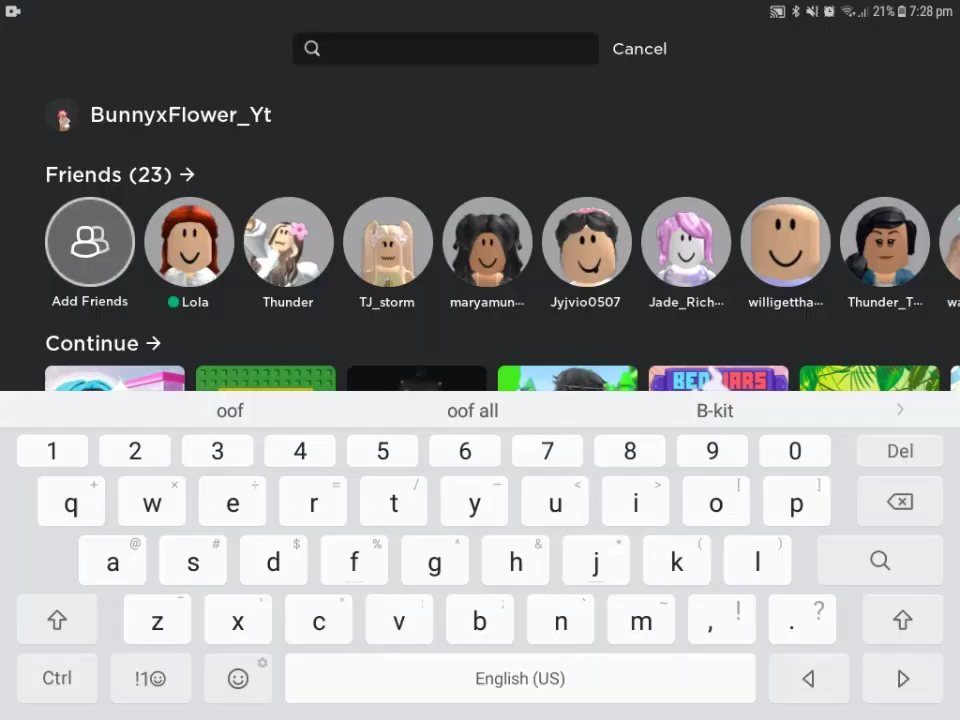 21% 7:28 pm
Cancel
BunnyxFlower_Yt
Friends (23) →
Add Friends Lola Thunder TJ_storm maryamun... Jyjvio0507 Jade_Rich... willigettha... Thunder_T...
Continue →
BED WARS
oof oof all B-kit
1 2 3 4 5 6 7 8 9 0 Del
q + w × e ÷ r = t / y − u < i > o [ p ]
a @ s # d $ f % g ^ h & j * k ( l )
z x c v b n m , ! . ?
Ctrl !1☺ English (US)